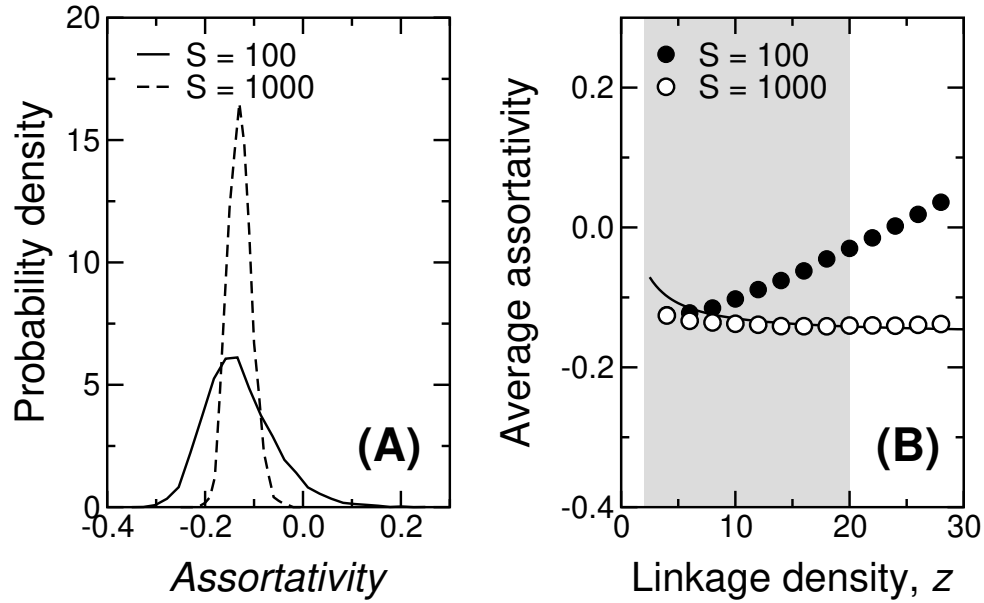 20
15
10
5
0
-0.4
-0.2
0.0
0.2
Probability density
Assortativity
S = 100
S = 1000
(A)
0.2
0.0
-0.2
-0.4
0
10
20
30
Average assortativity
Linkage density, z
S = 100
S = 1000
(B)